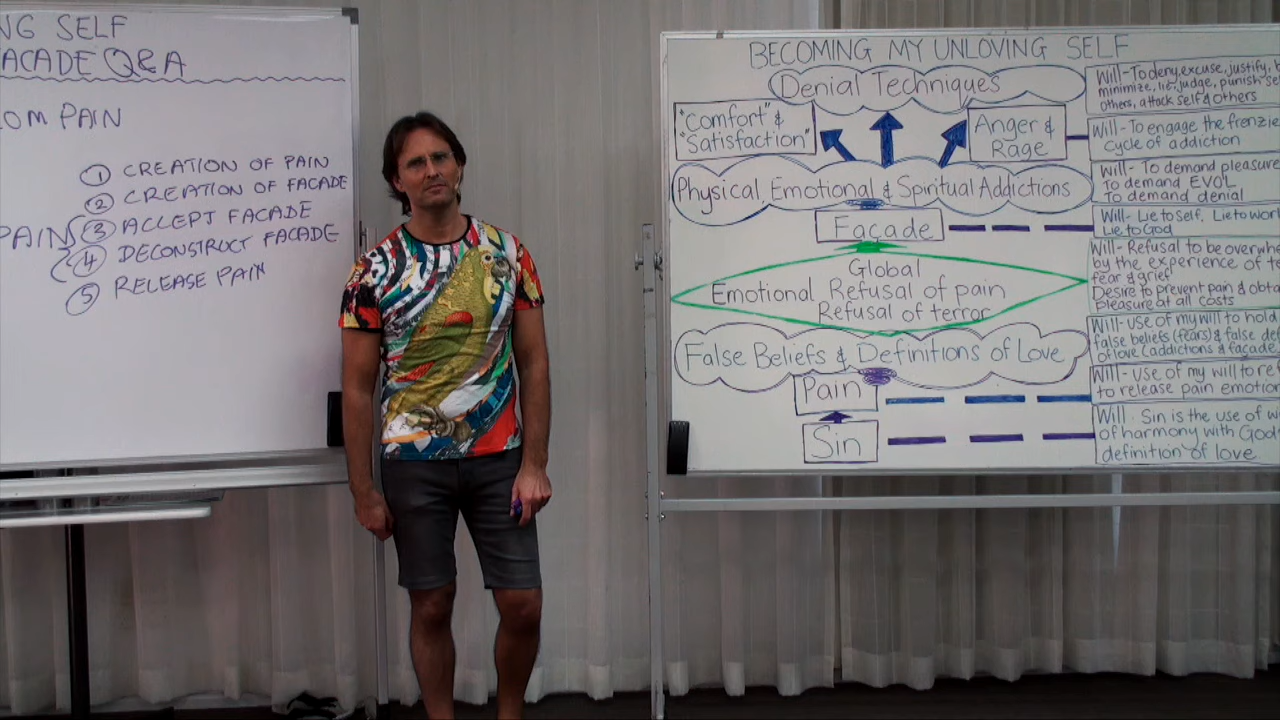 NG SELF
ACADE Q&A
OM PAIN
① CREATION OF PAIN
② CREATION OF FACADE
③ ACCEPT FACADE
PAIN
④ DECONSTRUCT FACADE
⑤ RELEASE PAIN
BECOMING MY UNLOVING SELF
Denial Techniques
"Comfort" &
"Satisfaction"
Anger &
Rage
Physical Emotional & Spiritual Addictions
Façade
Global
Emotional Refusal of pain
Refusal of terror
False Beliefs & Definitions of Love
Pain
Sin
Will - To deny, excuse, justify, b
minimize, lie, judge, punish se
others, attack self & others
Will - To engage the frenzie
cycle of addiction
Will - To demand pleasure
To demand EVOL
To demand denial
Will - Lie to self, Lie to wor
Lie to God
Will - Refusal to be overwhe
by the experience of te
fear & grief
Desire to prevent pain & obta
pleasure at all costs
Will - use of my will to hold
false beliefs (fears) & false de
of love (addictions & facade
Will - use of my will to re
to release pain emotion
Will - Sin is the use of w
of harmony with God
definition of love